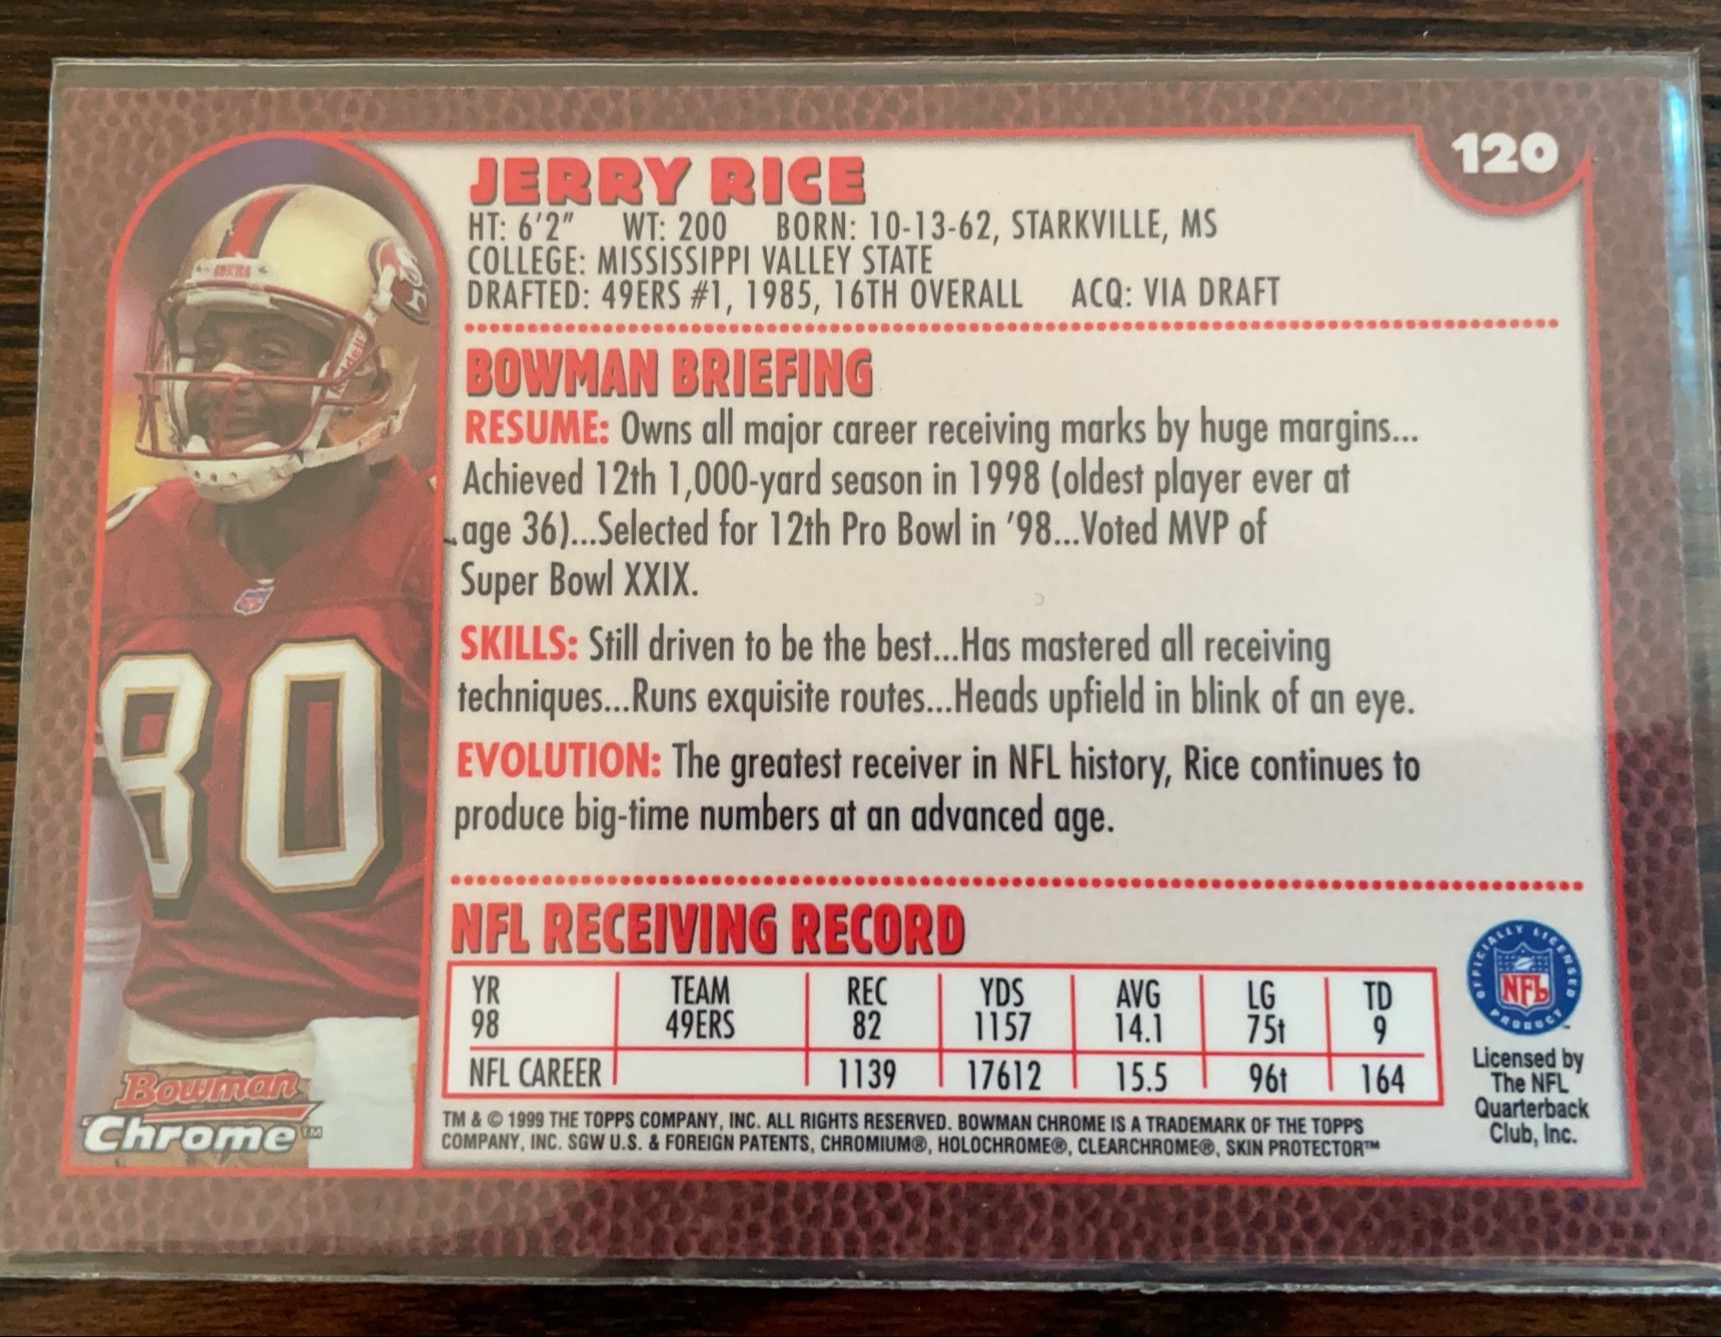 120
JERRY RICE
HT: 6'2" WT: 200 BORN: 10-13-62, STARKVILLE, MS
COLLEGE: MISSISSIPPI VALLEY STATE
DRAFTED: 49ERS #1, 1985, 16TH OVERALL ACQ: VIA DRAFT
BOWMAN BRIEFING
RESUME: Owns all major career receiving marks by huge margins...
Achieved 12th 1,000-yard season in 1998 (oldest player ever at
age 36)...Selected for 12th Pro Bowl in '98...Voted MVP of
Super Bowl XXIX.
SKILLS: Still driven to be the best...Has mastered all receiving
techniques...Runs exquisite routes...Heads upfield in blink of an eye.
EVOLUTION: The greatest receiver in NFL history, Rice continues to
produce big-time numbers at an advanced age.
NFL RECEIVING RECORD
YR TEAM REC YDS AVG LG TD
98 49ERS 82 1157 14.1 75t 9
NFL CAREER 1139 17612 15.5 96t 164
TM & © 1999 THE TOPPS COMPANY, INC. ALL RIGHTS RESERVED. BOWMAN CHROME IS A TRADEMARK OF THE TOPPS
COMPANY, INC. SGW U.S. & FOREIGN PATENTS, CHROMIUM®, HOLOCHROME®, CLEARCHROME®, SKIN PROTECTOR™
OFFICIALLY LICENSED
NFL
PRODUCT™
Licensed by
The NFL
Quarterback
Club, Inc.
49ERS
Riddell
NFL
80
Bowman
Chrome™